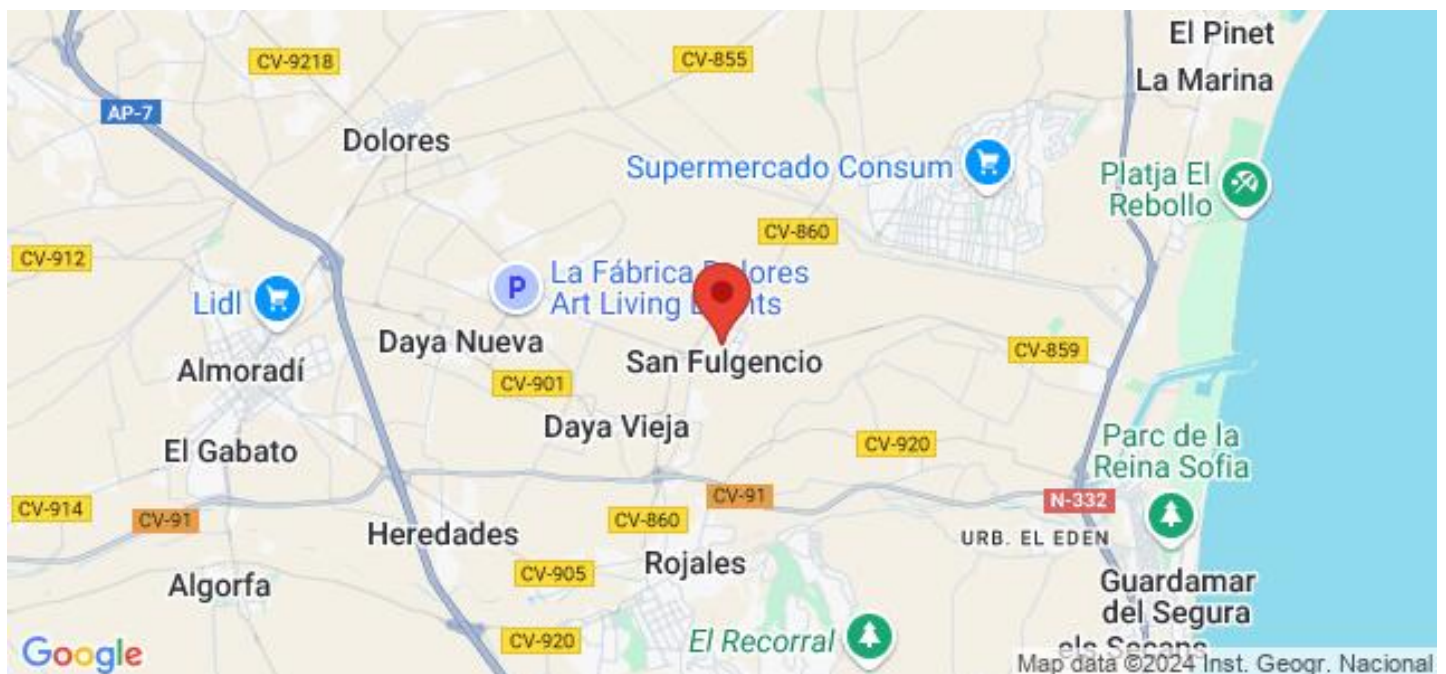 El Pinet
CV-9218
CV-855
La Marina
AP-7
Dolores
Supermercado Consum
Platja El
Rebollo
CV-860
CV-912
La Fábrica Dolores
Art Living Events
P
Lidl
Daya Nueva
CV-859
San Fulgencio
Almoradí
CV-901
Daya Vieja
CV-920
Parc de la
Reina Sofia
El Gabato
CV-91
N-332
CV-914
CV-91
CV-860
Heredades
URB. EL EDEN
Rojales
CV-905
Algorfa
Guardamar
del Segura
CV-920
El Recorral
els Secans
Google
Map data ©2024 Inst. Geogr. Nacional